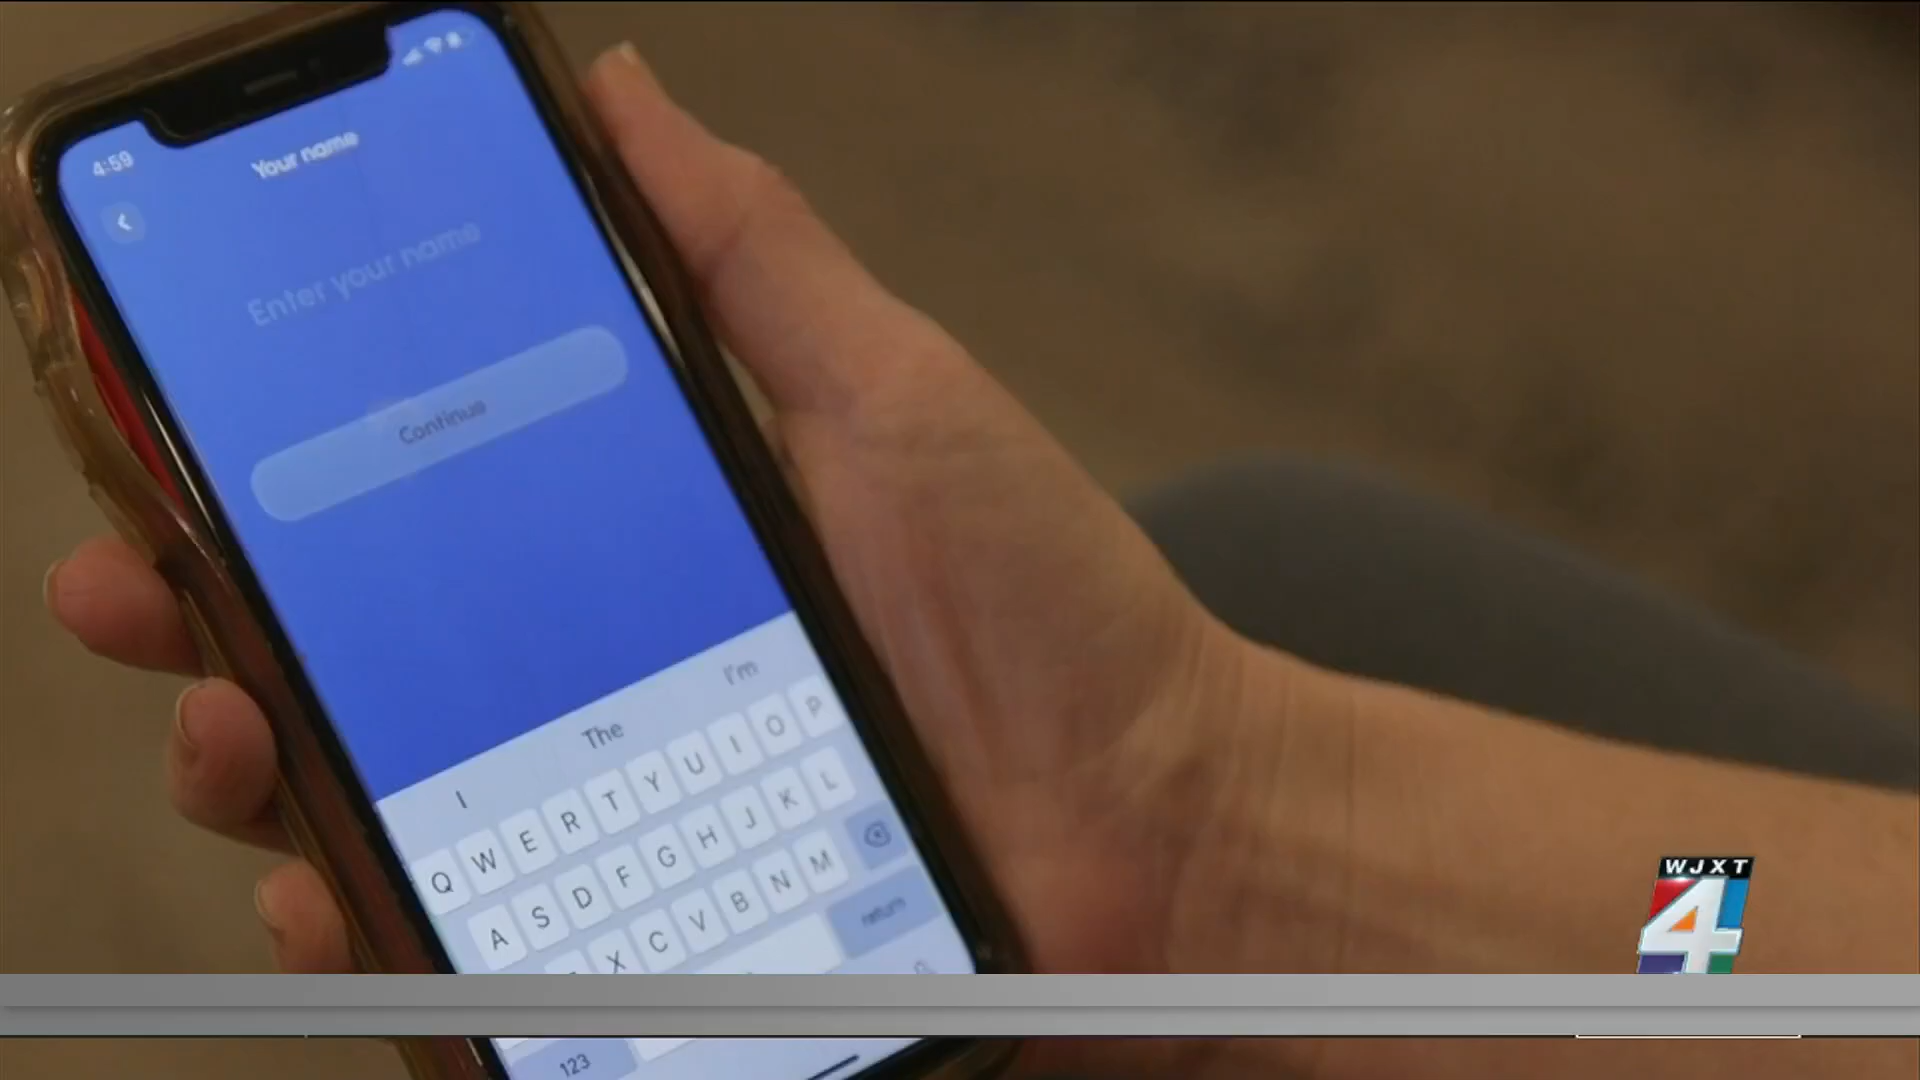 4:59
Your name
Enter your name
Continue
I The I'm
Q W E R T Y U I O P
A S D F G H J K L
X C V B N M
return
123
WJXT
4